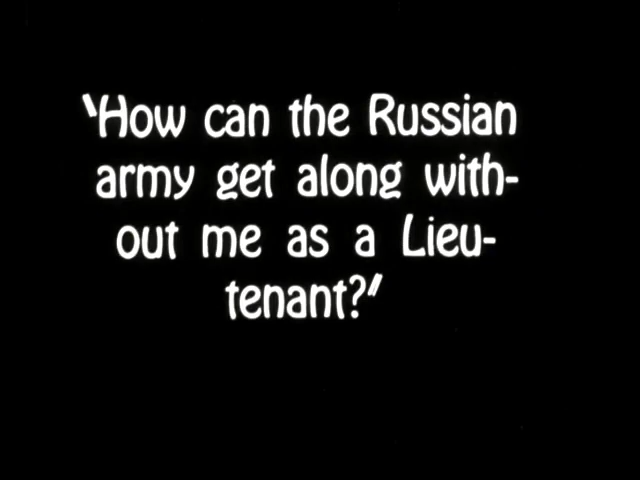 "How can the Russian
army get along with-
out me as a Lieu-
tenant?"